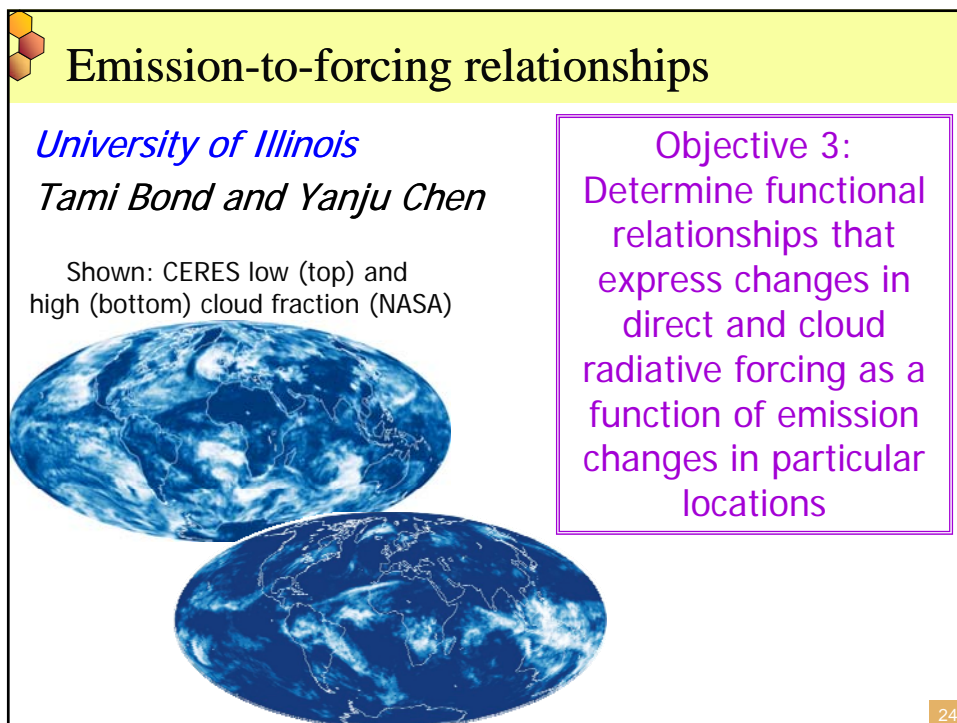 Emission-to-forcing relationships
University of Illinois
Tami Bond and Yanju Chen
Shown: CERES low (top) and
high (bottom) cloud fraction (NASA)
Objective 3:
Determine functional
relationships that
express changes in
direct and cloud
radiative forcing as a
function of emission
changes in particular
locations
24